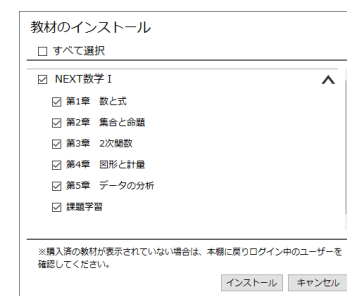 教材のインストール
すべて選択
NEXT数学Ⅰ
第1章 数と式
第2章 集合と命題
第3章 2次関数
第4章 図形と計量
第5章 データの分析
課題学習
※購入済の教材が表示されていない場合は、本棚に戻りログイン中のユーザーを
確認してください。
インストール キャンセル